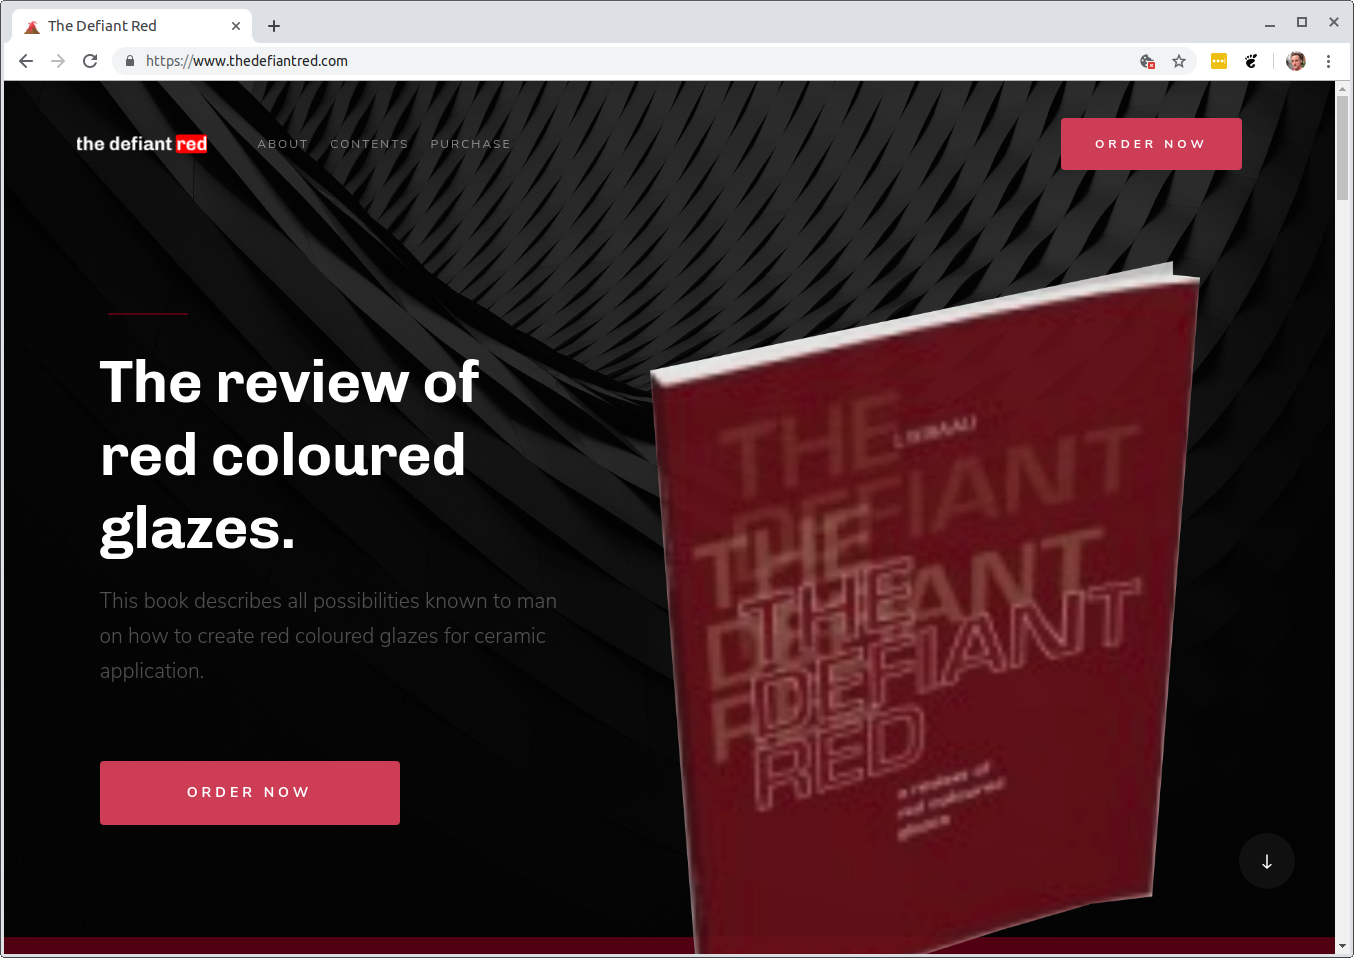 The Defiant Red
https://www.thedefiantred.com
the defiant red
ABOUT CONTENTS PURCHASE
ORDER NOW
The review of
red coloured
glazes.
This book describes all possibilities known to man
on how to create red coloured glazes for ceramic
application.
ORDER NOW
THE
DEFIANT
THE
DEFIANT
RED
THE
DEFIANT
RED
a review of
red coloured
glazes